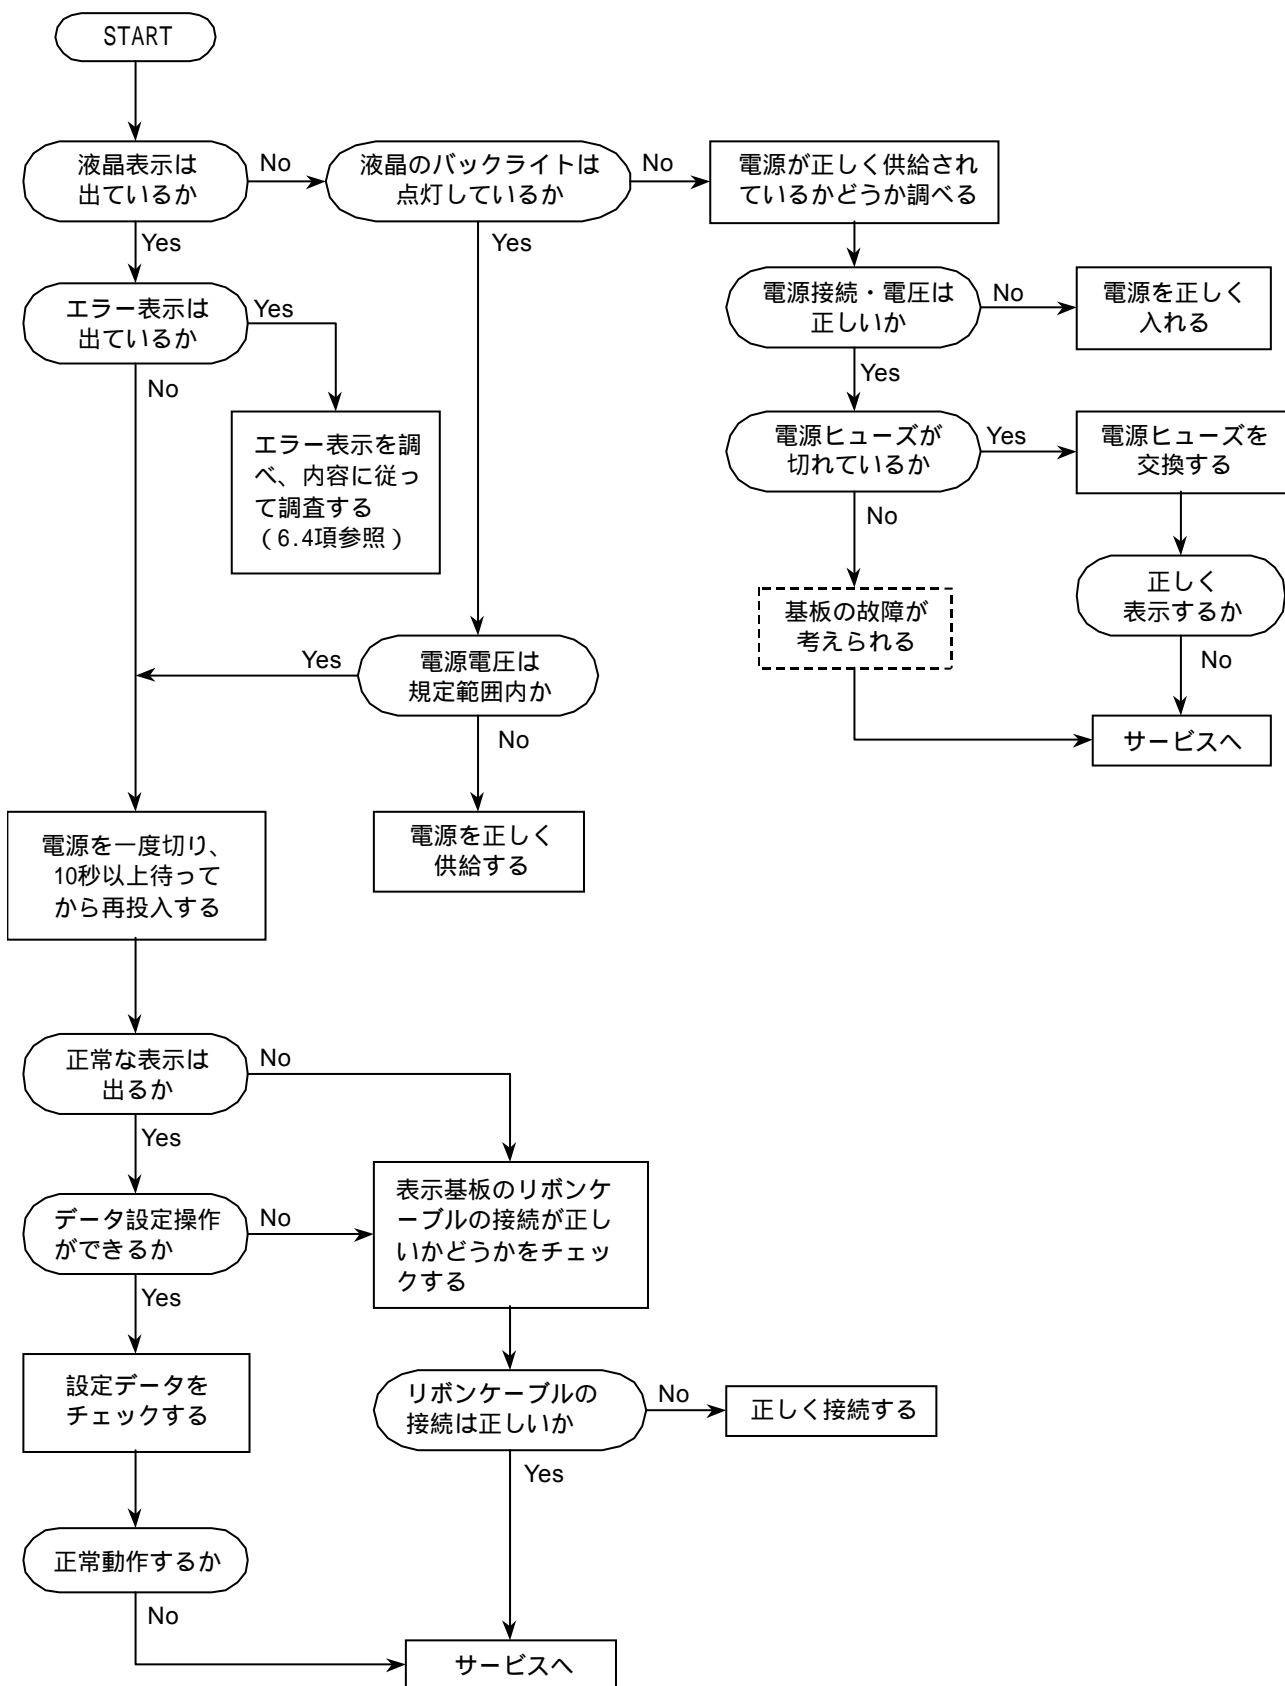 START
液晶表示は
出ているか
No
液晶のバックライトは
点灯しているか
No
電源が正しく供給され
ているかどうか調べる
Yes
Yes
エラー表示は
出ているか
Yes
電源接続・電圧は
正しいか
No
電源を正しく
入れる
No
Yes
エラー表示を調
べ、内容に従っ
て調査する
(6.4項参照)
電源ヒューズが
切れているか
Yes
電源ヒューズを
交換する
No
基板の故障が
考えられる
正しく
表示するか
Yes
電源電圧は
規定範囲内か
No
No
サービスへ
電源を一度切り、
10秒以上待って
から再投入する
電源を正しく
供給する
正常な表示は
出るか
No
Yes
データ設定操作
ができるか
No
表示基板のリボンケ
ーブルの接続が正し
いかどうかをチェッ
クする
Yes
設定データを
チェックする
リボンケーブルの
接続は正しいか
No
正しく接続する
Yes
正常動作するか
No
サービスへ